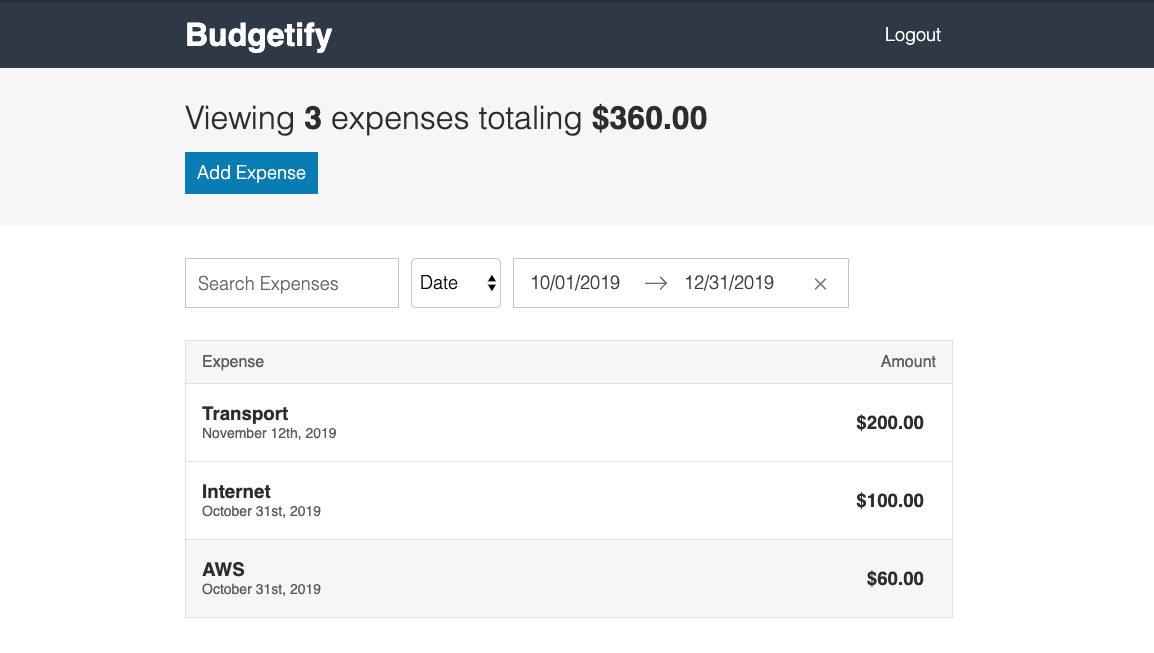 Budgetify
Logout
Viewing 3 expenses totaling $360.00
Add Expense
Search Expenses
Date
10/01/2019 → 12/31/2019 ×
Expense
Amount
Transport
November 12th, 2019
$200.00
Internet
October 31st, 2019
$100.00
AWS
October 31st, 2019
$60.00